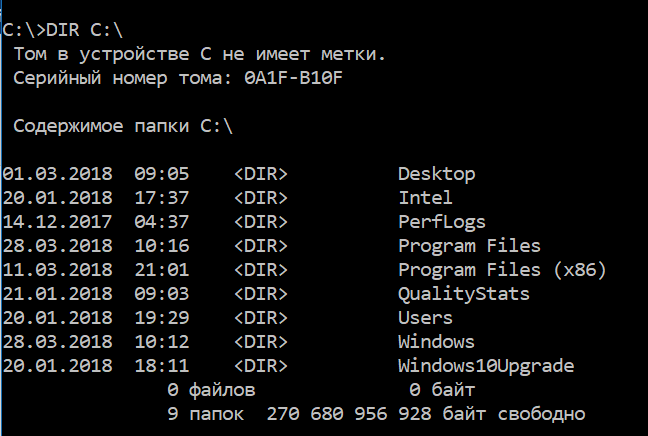 C:\>DIR C:\
Том в устройстве C не имеет метки.
Серийный номер тома: 0A1F-B10F
Содержимое папки C:\
01.03.2018  09:05    <DIR>          Desktop
20.01.2018  17:37    <DIR>          Intel
14.12.2017  04:37    <DIR>          PerfLogs
28.03.2018  10:16    <DIR>          Program Files
11.03.2018  21:01    <DIR>          Program Files (x86)
21.01.2018  09:03    <DIR>          QualityStats
20.01.2018  19:29    <DIR>          Users
28.03.2018  10:12    <DIR>          Windows
20.01.2018  18:11    <DIR>          Windows10Upgrade
0 файлов              0 байт
9 папок  270 680 956 928 байт свободно